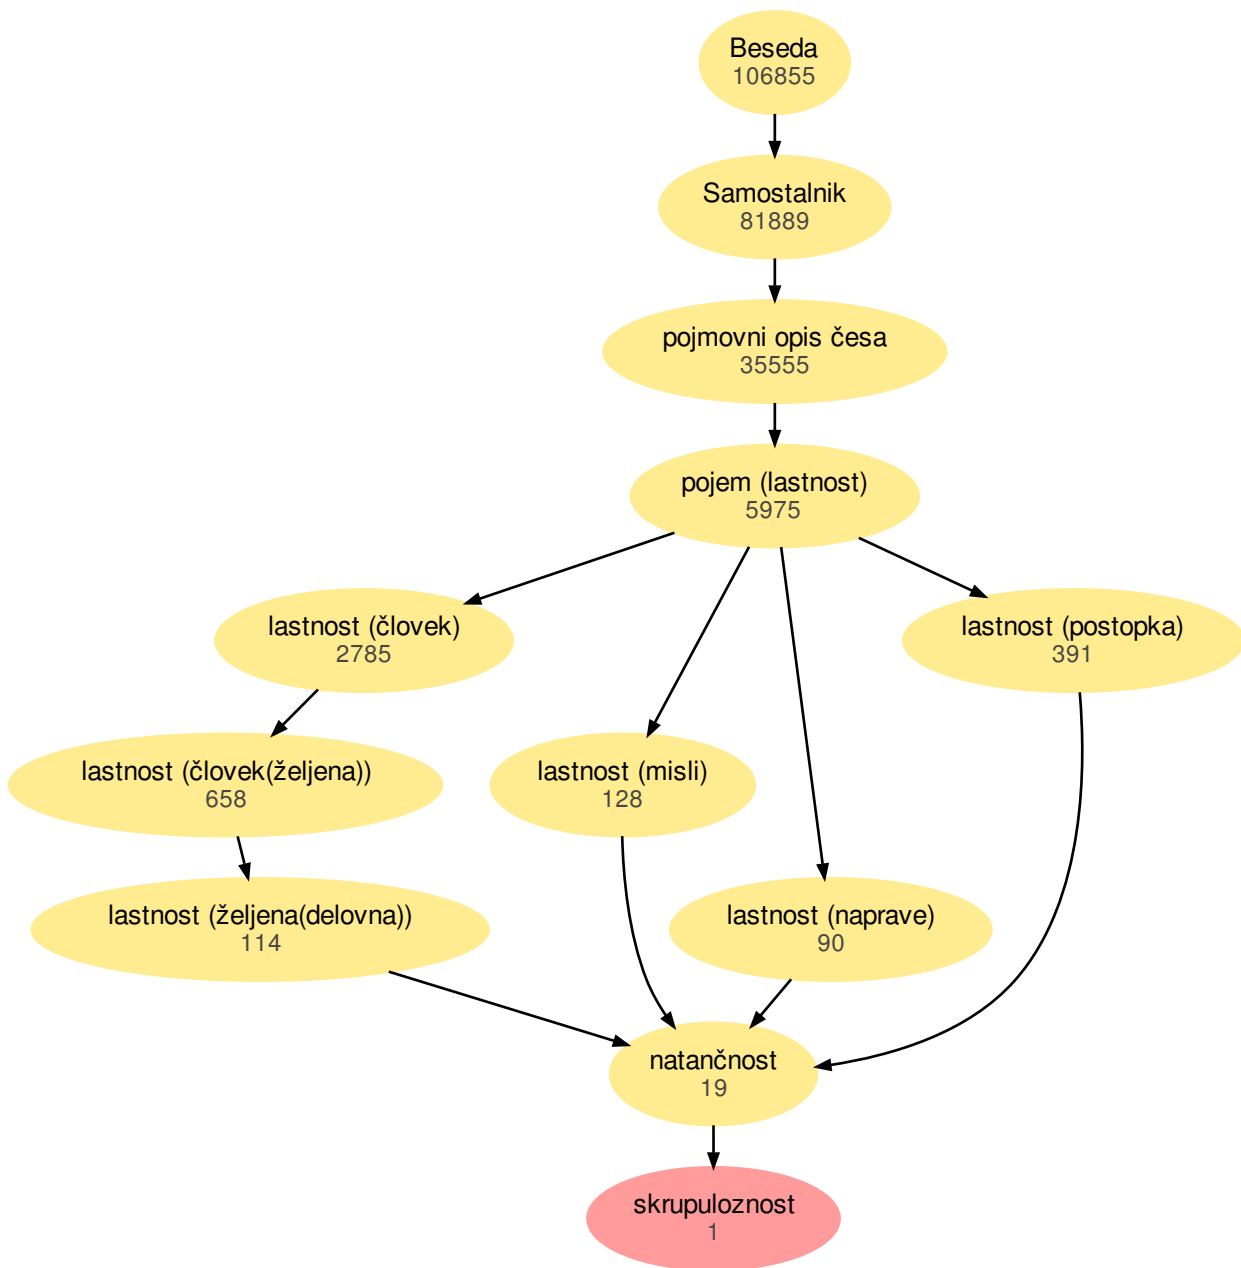 Beseda
106855
Samostalnik
81889
pojmovni opis česa
35555
pojem (lastnost)
5975
lastnost (človek)
2785
lastnost (postopka)
391
lastnost (človek(željena))
658
lastnost (misli)
128
lastnost (željena(delovna))
114
lastnost (naprave)
90
natančnost
19
skrupuloznost
1